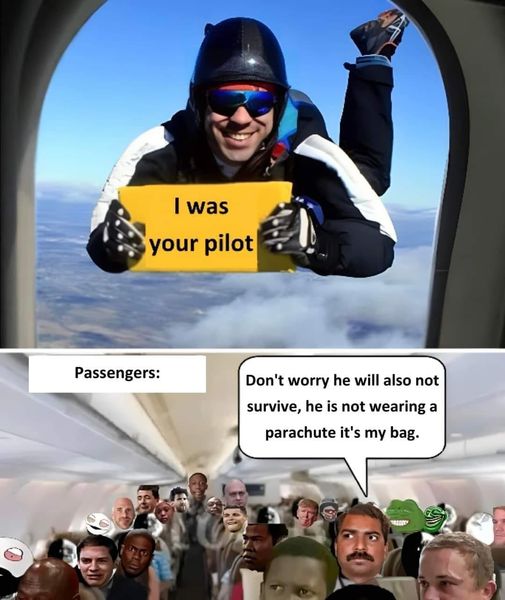 I was
your pilot
Passengers:
Don't worry he will also not
survive, he is not wearing a
parachute it's my bag.